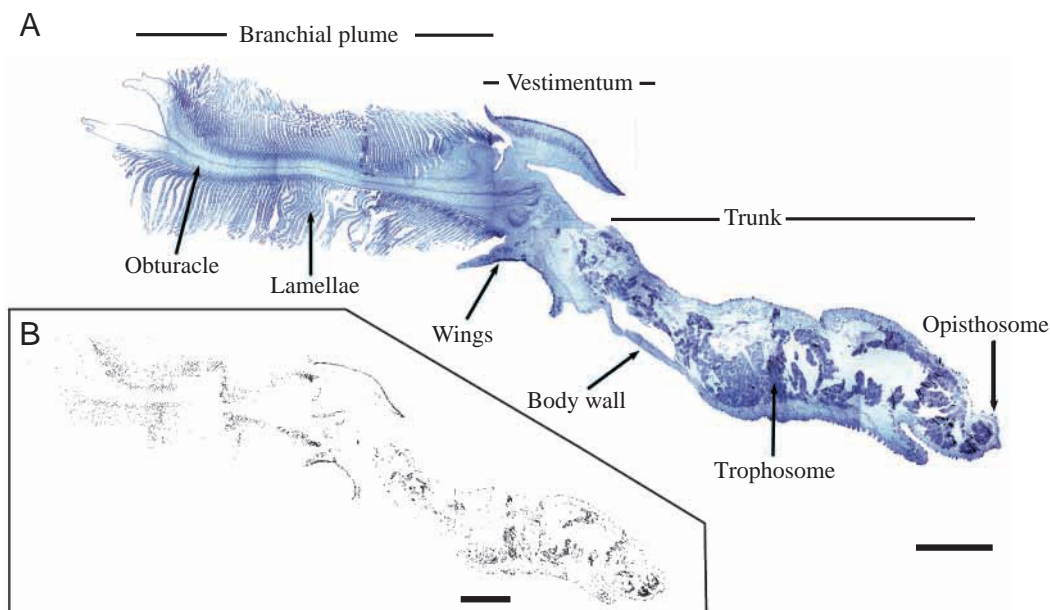 A
Branchial plume
Vestimentum
Trunk
Obturacle
Lamellae
Wings
Opisthosome
Body wall
Trophosome
B